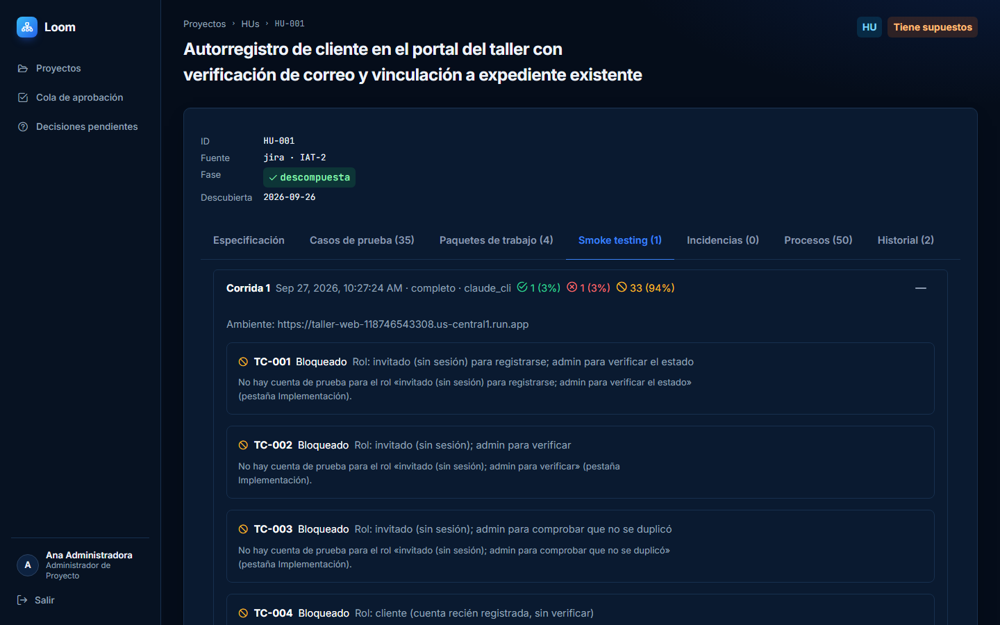 Loom
Proyectos
Cola de aprobación
Decisiones pendientes
Ana Administradora
Administrador de
Proyecto
Salir
Proyectos › HUs › HU-001
HU Tiene supuestos
Autorregistro de cliente en el portal del taller con
verificación de correo y vinculación a expediente existente
ID HU-001
Fuente jira · IAT-2
Fase descompuesta
Descubierta 2026-09-26
Especificación Casos de prueba (35) Paquetes de trabajo (4) Smoke testing (1) Incidencias (0) Procesos (50) Historial (2)
Corrida 1 Sep 27, 2026, 10:27:24 AM · completo · claude_cli 1 (3%) 1 (3%) 33 (94%)
Ambiente: https://taller-web-118746543308.us-central1.run.app
TC-001 Bloqueado Rol: invitado (sin sesión) para registrarse; admin para verificar el estado
No hay cuenta de prueba para el rol «invitado (sin sesión) para registrarse; admin para verificar el estado»
(pestaña Implementación).
TC-002 Bloqueado Rol: invitado (sin sesión); admin para verificar
No hay cuenta de prueba para el rol «invitado (sin sesión); admin para verificar» (pestaña
Implementación).
TC-003 Bloqueado Rol: invitado (sin sesión); admin para comprobar que no se duplicó
No hay cuenta de prueba para el rol «invitado (sin sesión); admin para comprobar que no se duplicó»
(pestaña Implementación).
TC-004 Bloqueado Rol: cliente (cuenta recién registrada, sin verificar)